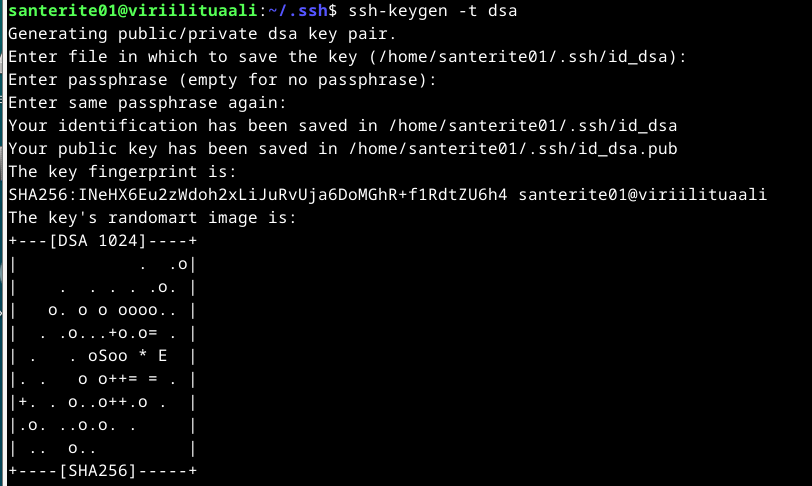 santerite01@viriilituaali:~/.ssh$ ssh-keygen -t dsa
Generating public/private dsa key pair.
Enter file in which to save the key (/home/santerite01/.ssh/id_dsa):
Enter passphrase (empty for no passphrase):
Enter same passphrase again:
Your identification has been saved in /home/santerite01/.ssh/id_dsa
Your public key has been saved in /home/santerite01/.ssh/id_dsa.pub
The key fingerprint is:
SHA256:INeHX6Eu2zWdoh2xLiJuRvUja6DoMGhR+f1RdtZU6h4 santerite01@viriilituaali
The key's randomart image is:
+---[DSA 1024]----+
|             .  .o|
|    .  . . . .o. |
|   o. o o oooo.. |
|  . .o...+o.o= . |
| .   . oSoo * E  |
|. .   o o++= = . |
|+. . o..o++.o .  |
|.o. ..o.o. .     |
| ..  o..         |
+----[SHA256]-----+